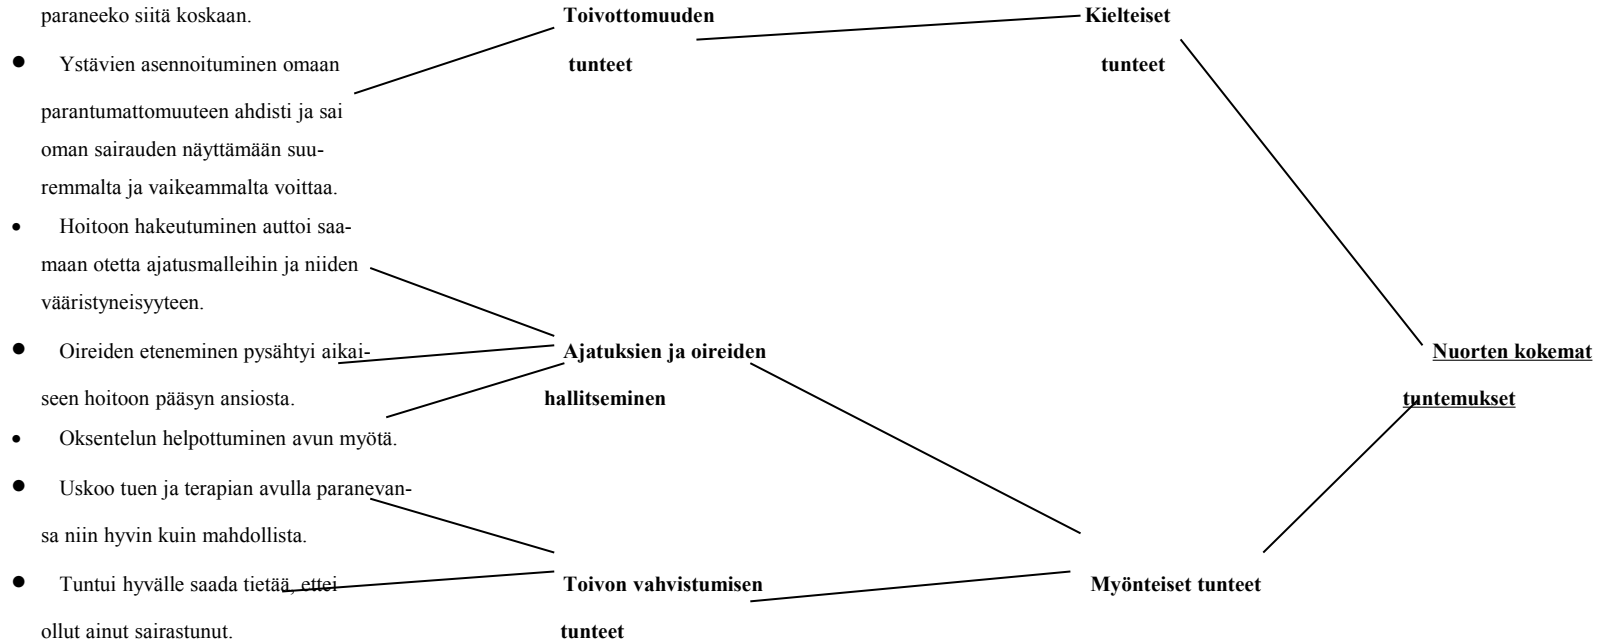 paraneeko siitä koskaan.
Toivottomuuden
Kielteiset
• Ystävien asennoituminen omaan
tunteet
tunteet
parantumattomuuteen ahdisti ja sai
oman sairauden näyttämään suu-
remmalta ja vaikeammalta voittaa.
• Hoitoon hakeutuminen auttoi saa-
maan otetta ajatusmalleihin ja niiden
vääristyneisyyteen.
• Oireiden eteneminen pysähtyi aikai-
Ajatuksien ja oireiden
Nuorten kokemat
seen hoitoon pääsyn ansiosta.
hallitseminen
tuntemukset
• Oksentelun helpottuminen avun myötä.
• Uskoo tuen ja terapian avulla paranevan-
sa niin hyvin kuin mahdollista.
• Tuntui hyvälle saada tietää, ettei
Toivon vahvistumisen
Myönteiset tunteet
ollut ainut sairastunut.
tunteet